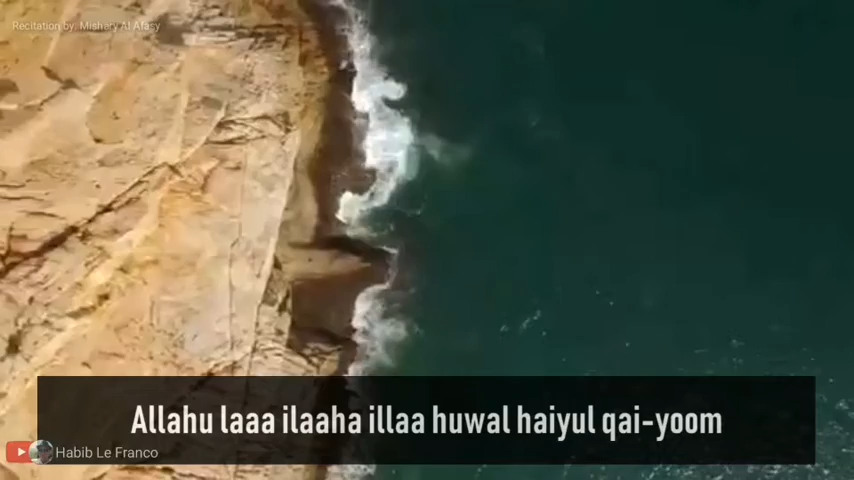 Recitation by: Mishary Al Afasy
Allahu laaa ilaaha illaa huwal haiyul qai-yoom
Habib Le Franco